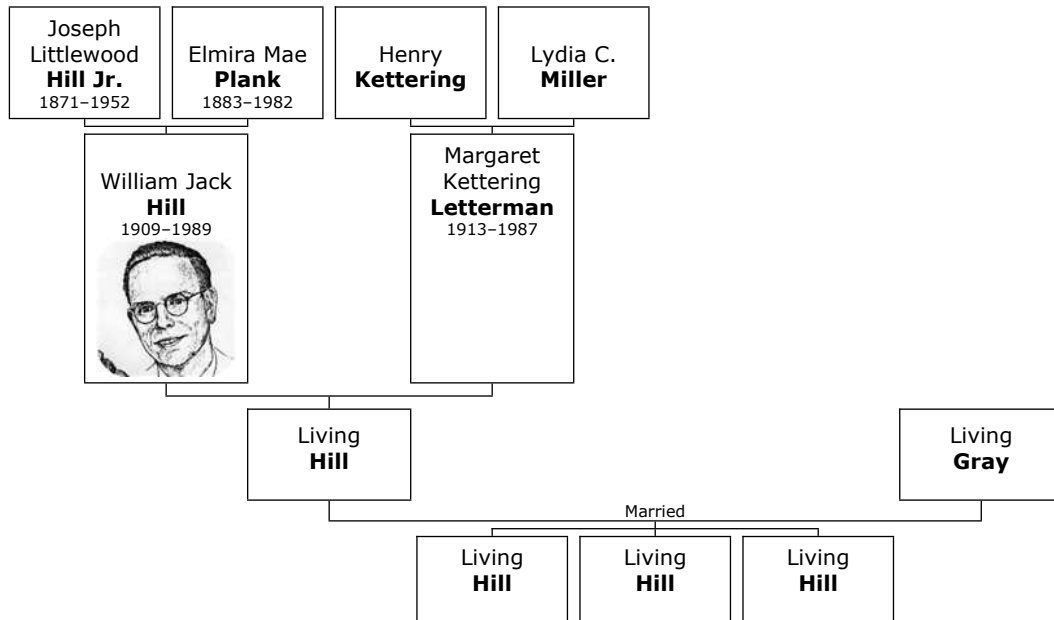 Joseph
Littlewood
Hill Jr.
1871–1952
Elmira Mae
Plank
1883–1982
Henry
Kettering
Lydia C.
Miller
William Jack
Hill
1909–1989
Margaret
Kettering
Letterman
1913–1987
Living
Hill
Living
Gray
Married
Living
Hill
Living
Hill
Living
Hill